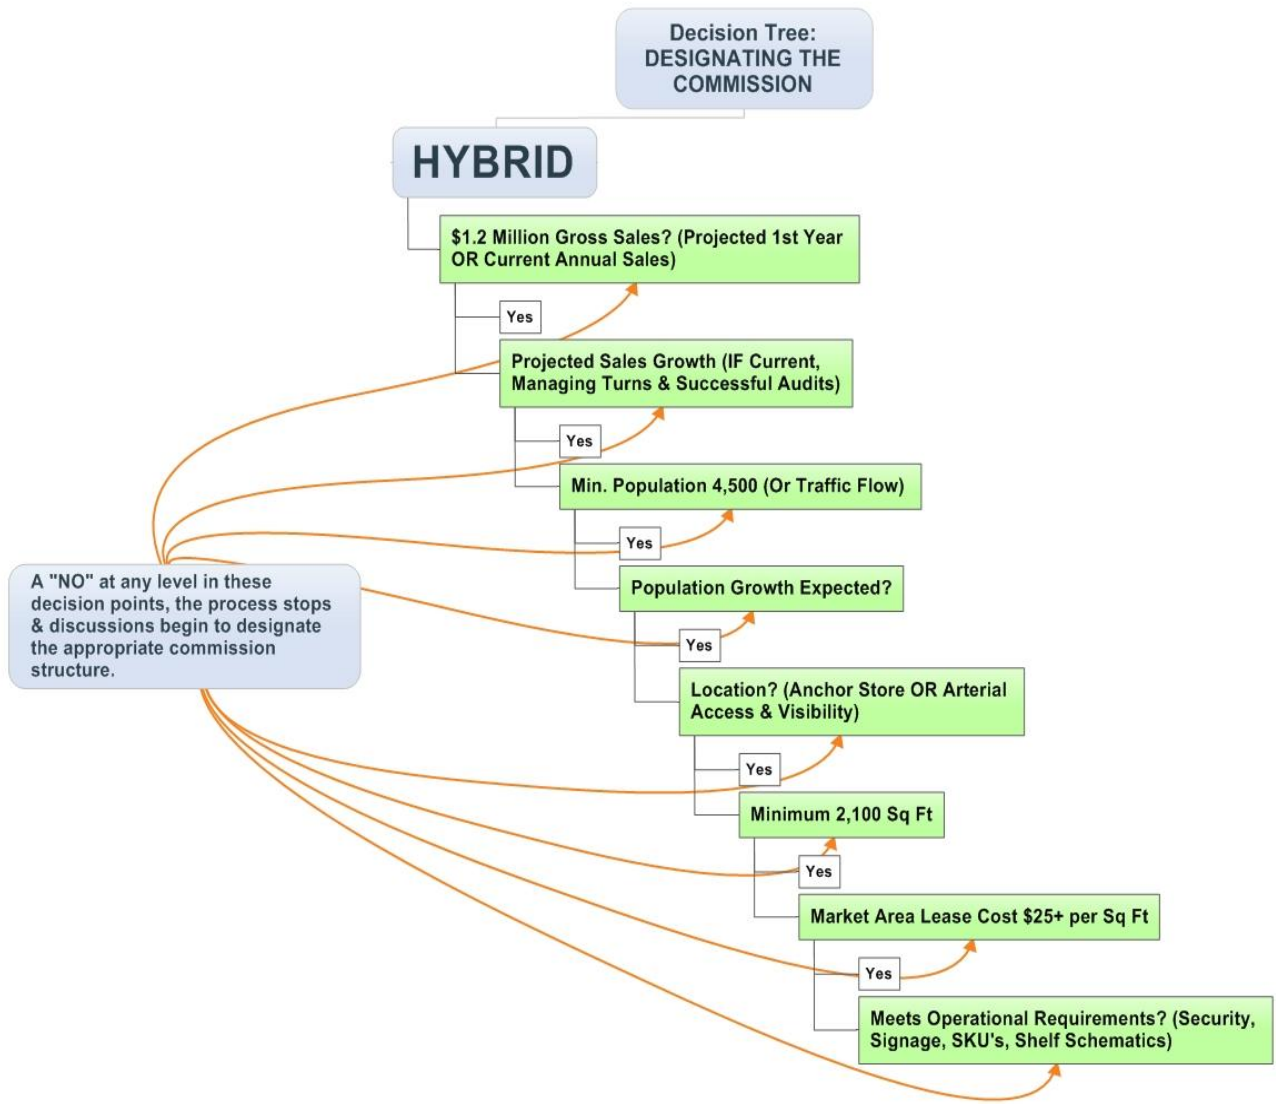 Decision Tree:
DESIGNATING THE
COMMISSION
HYBRID
$1.2 Million Gross Sales? (Projected 1st Year
OR Current Annual Sales)
Yes
Projected Sales Growth (IF Current,
Managing Turns & Successful Audits)
Yes
Min. Population 4,500 (Or Traffic Flow)
Yes
Population Growth Expected?
Yes
Location? (Anchor Store OR Arterial
Access & Visibility)
Yes
Minimum 2,100 Sq Ft
Yes
Market Area Lease Cost $25+ per Sq Ft
Yes
Meets Operational Requirements? (Security,
Signage, SKU's, Shelf Schematics)
A "NO" at any level in these
decision points, the process stops
& discussions begin to designate
the appropriate commission
structure.